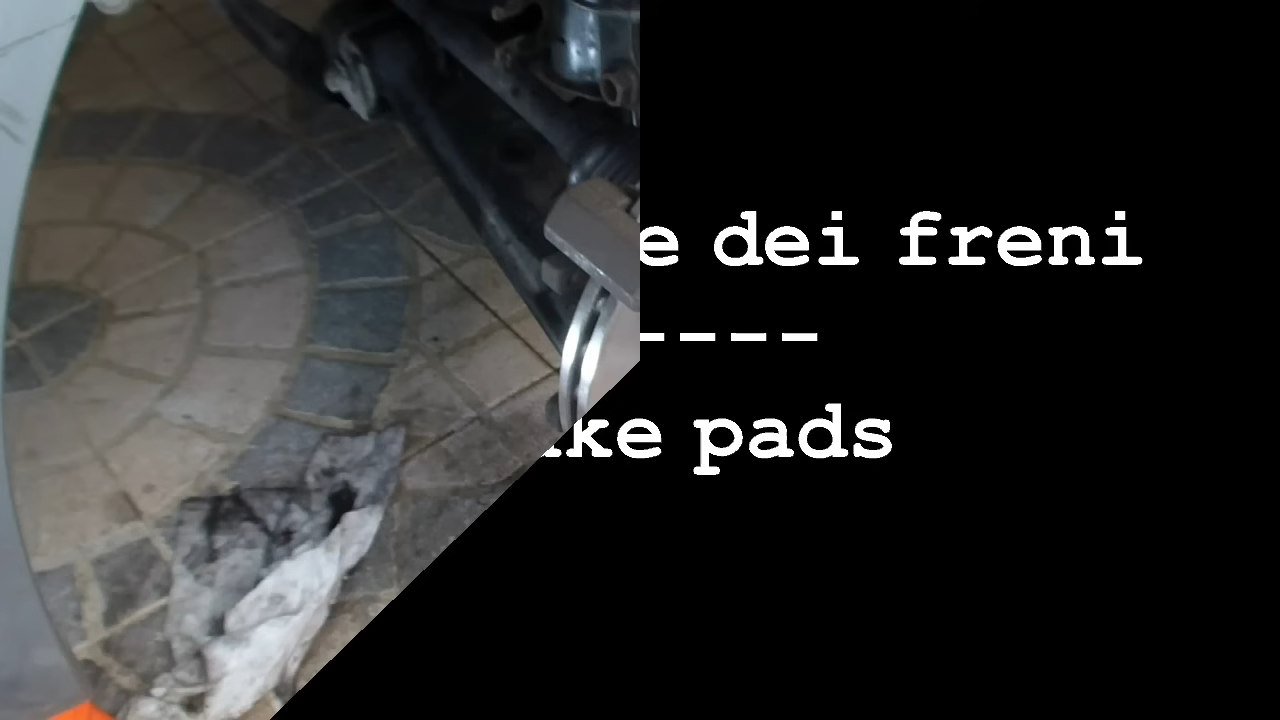 dei freni
----
pads